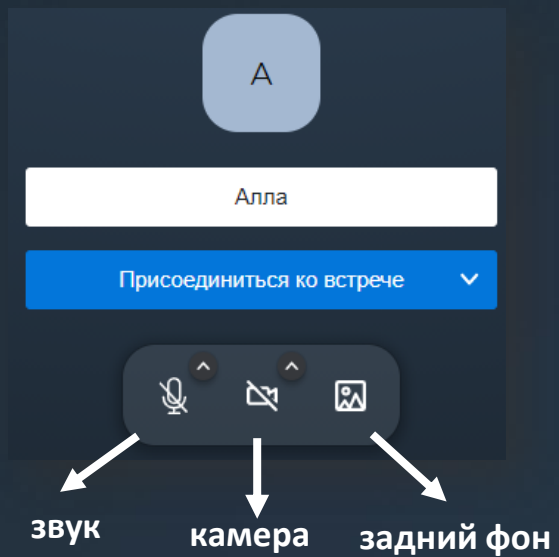 А
Алла
Присоединиться ко встрече
звук
камера
задний фон